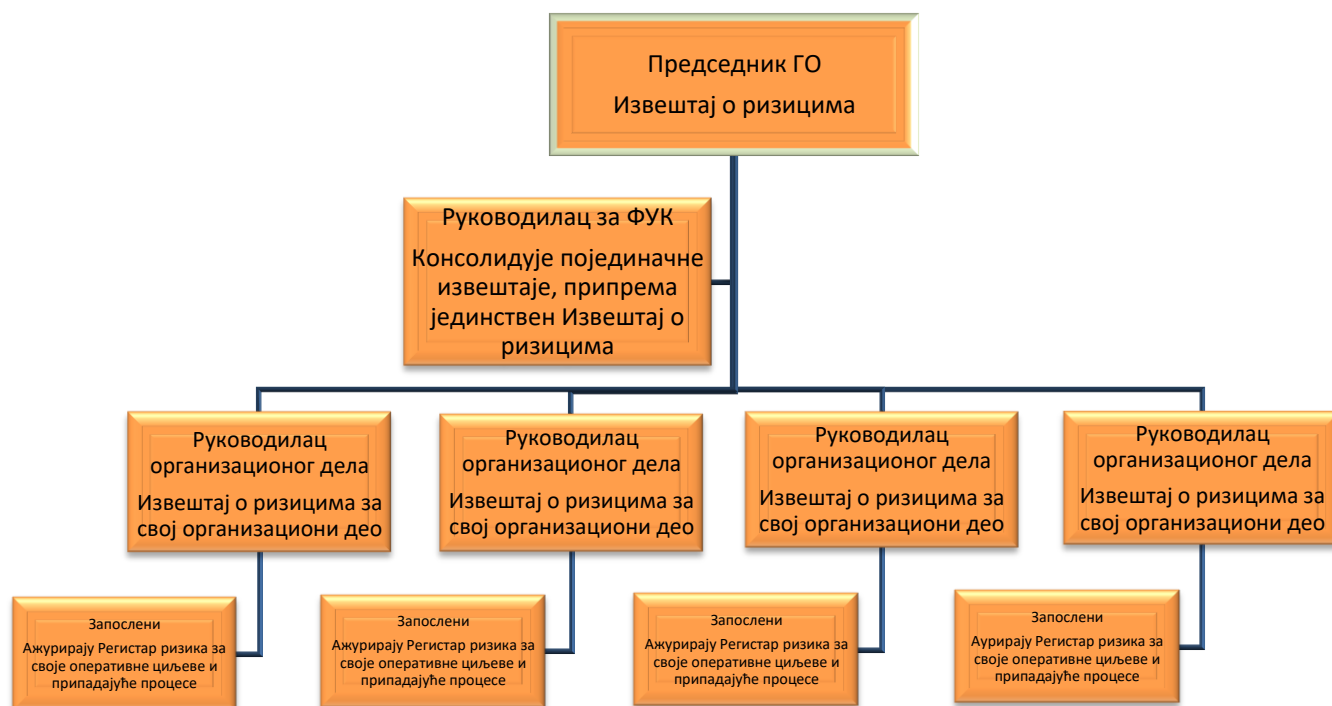 Председник ГО
Извештај о ризицима
Руководилац за ФУК
Консолидује појединачне
извештаје, припрема
јединствен Извештај о
ризицима
Руководилац
организационог дела
Извештај о ризицима за
свој организациони део
Руководилац
организационог дела
Извештај о ризицима за
свој организациони део
Руководилац
организационог дела
Извештај о ризицима за
свој организациони део
Руководилац
организационог дела
Извештај о ризицима за
свој организациони део
Запослени
Ажурирају Регистар ризика за
своје оперативне циљеве и
припадајуће процесе
Запослени
Ажурирају Регистар ризика за
своје оперативне циљеве и
припадајуће процесе
Запослени
Ажурирају Регистар ризика за
своје оперативне циљеве и
припадајуће процесе
Запослени
Аурирају Регистар ризика за
своје оперативне циљеве и
припадајуће процесе